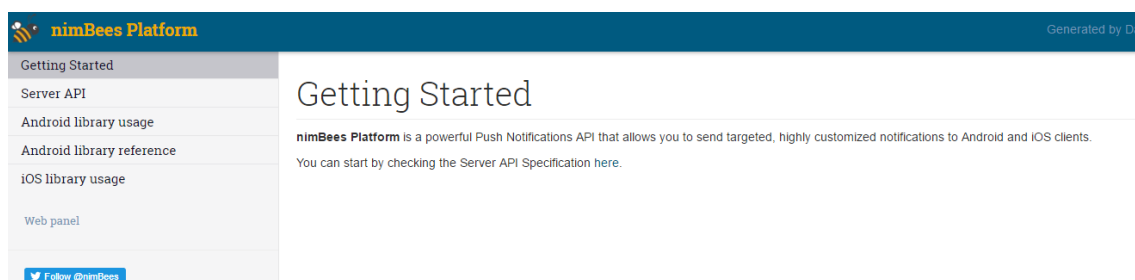 nimBees Platform
Generated by
Getting Started
Server API
Android library usage
Android library reference
iOS library usage
Web panel
Follow @nimBees
Getting Started
nimBees Platform is a powerful Push Notifications API that allows you to send targeted, highly customized notifications to Android and iOS clients.
You can start by checking the Server API Specification here.